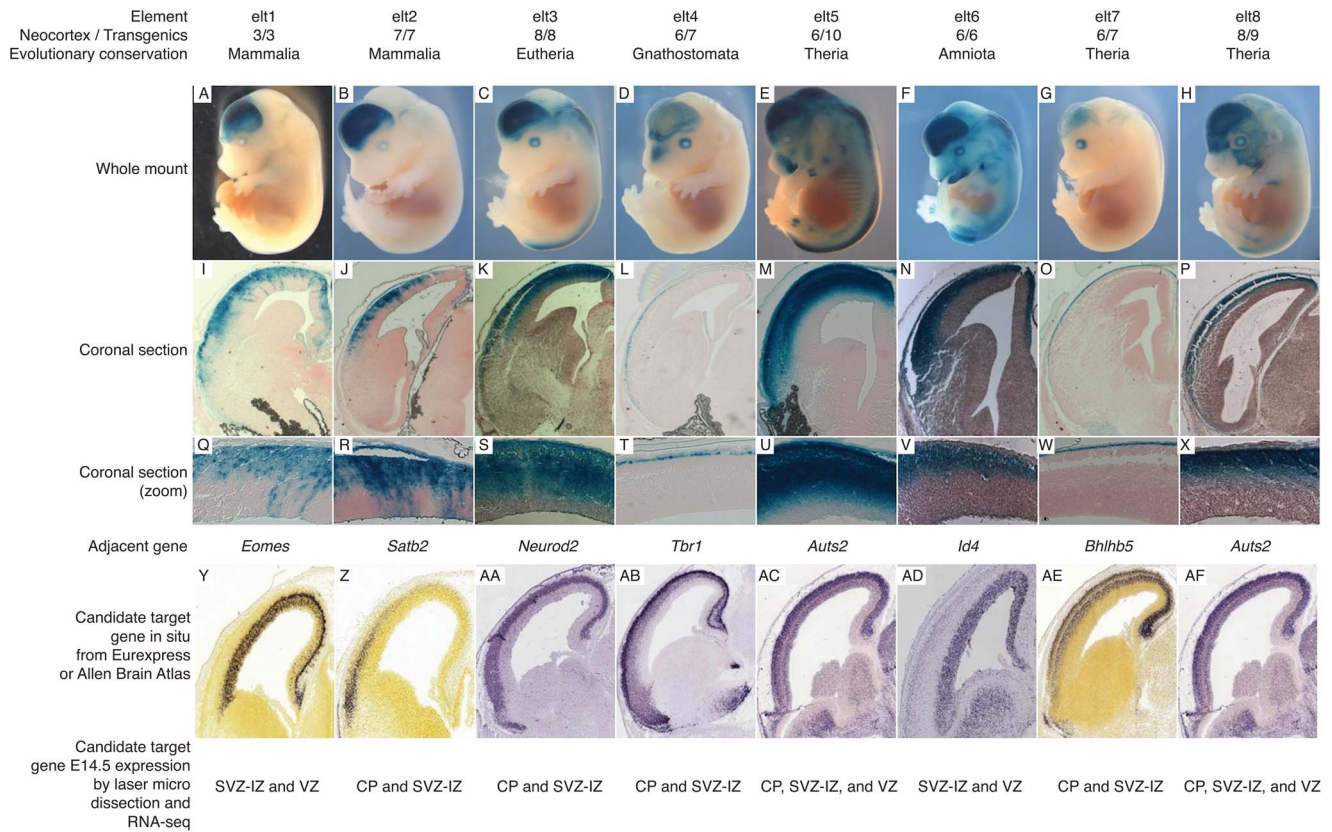 Element elt1 elt2 elt3 elt4 elt5 elt6 elt7 elt8
Neocortex / Transgenics 3/3 7/7 8/8 6/7 6/10 6/6 6/7 8/9
Evolutionary conservation Mammalia Mammalia Eutheria Gnathostomata Theria Amniota Theria Theria
A B C D E F G H
Whole mount
I J K L M N O P
Coronal section
Q R S T U V W X
Coronal section
(zoom)
Adjacent gene Eomes Satb2 Neurod2 Tbr1 Auts2 Id4 Bhlhb5 Auts2
Y Z AA AB AC AD AE AF
Candidate target
gene in situ
from Eurexpress
or Allen Brain Atlas
Candidate target
gene E14.5 expression
by laser micro
dissection and
RNA-seq
SVZ-IZ and VZ CP and SVZ-IZ CP and SVZ-IZ CP and SVZ-IZ CP, SVZ-IZ, and VZ SVZ-IZ and VZ CP and SVZ-IZ CP, SVZ-IZ, and VZ